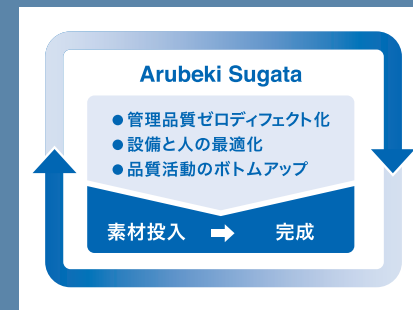 Arubeki Sugata
●管理品質ゼロディフェクト化
●設備と人の最適化
●品質活動のボトムアップ
素材投入 ➡ 完成